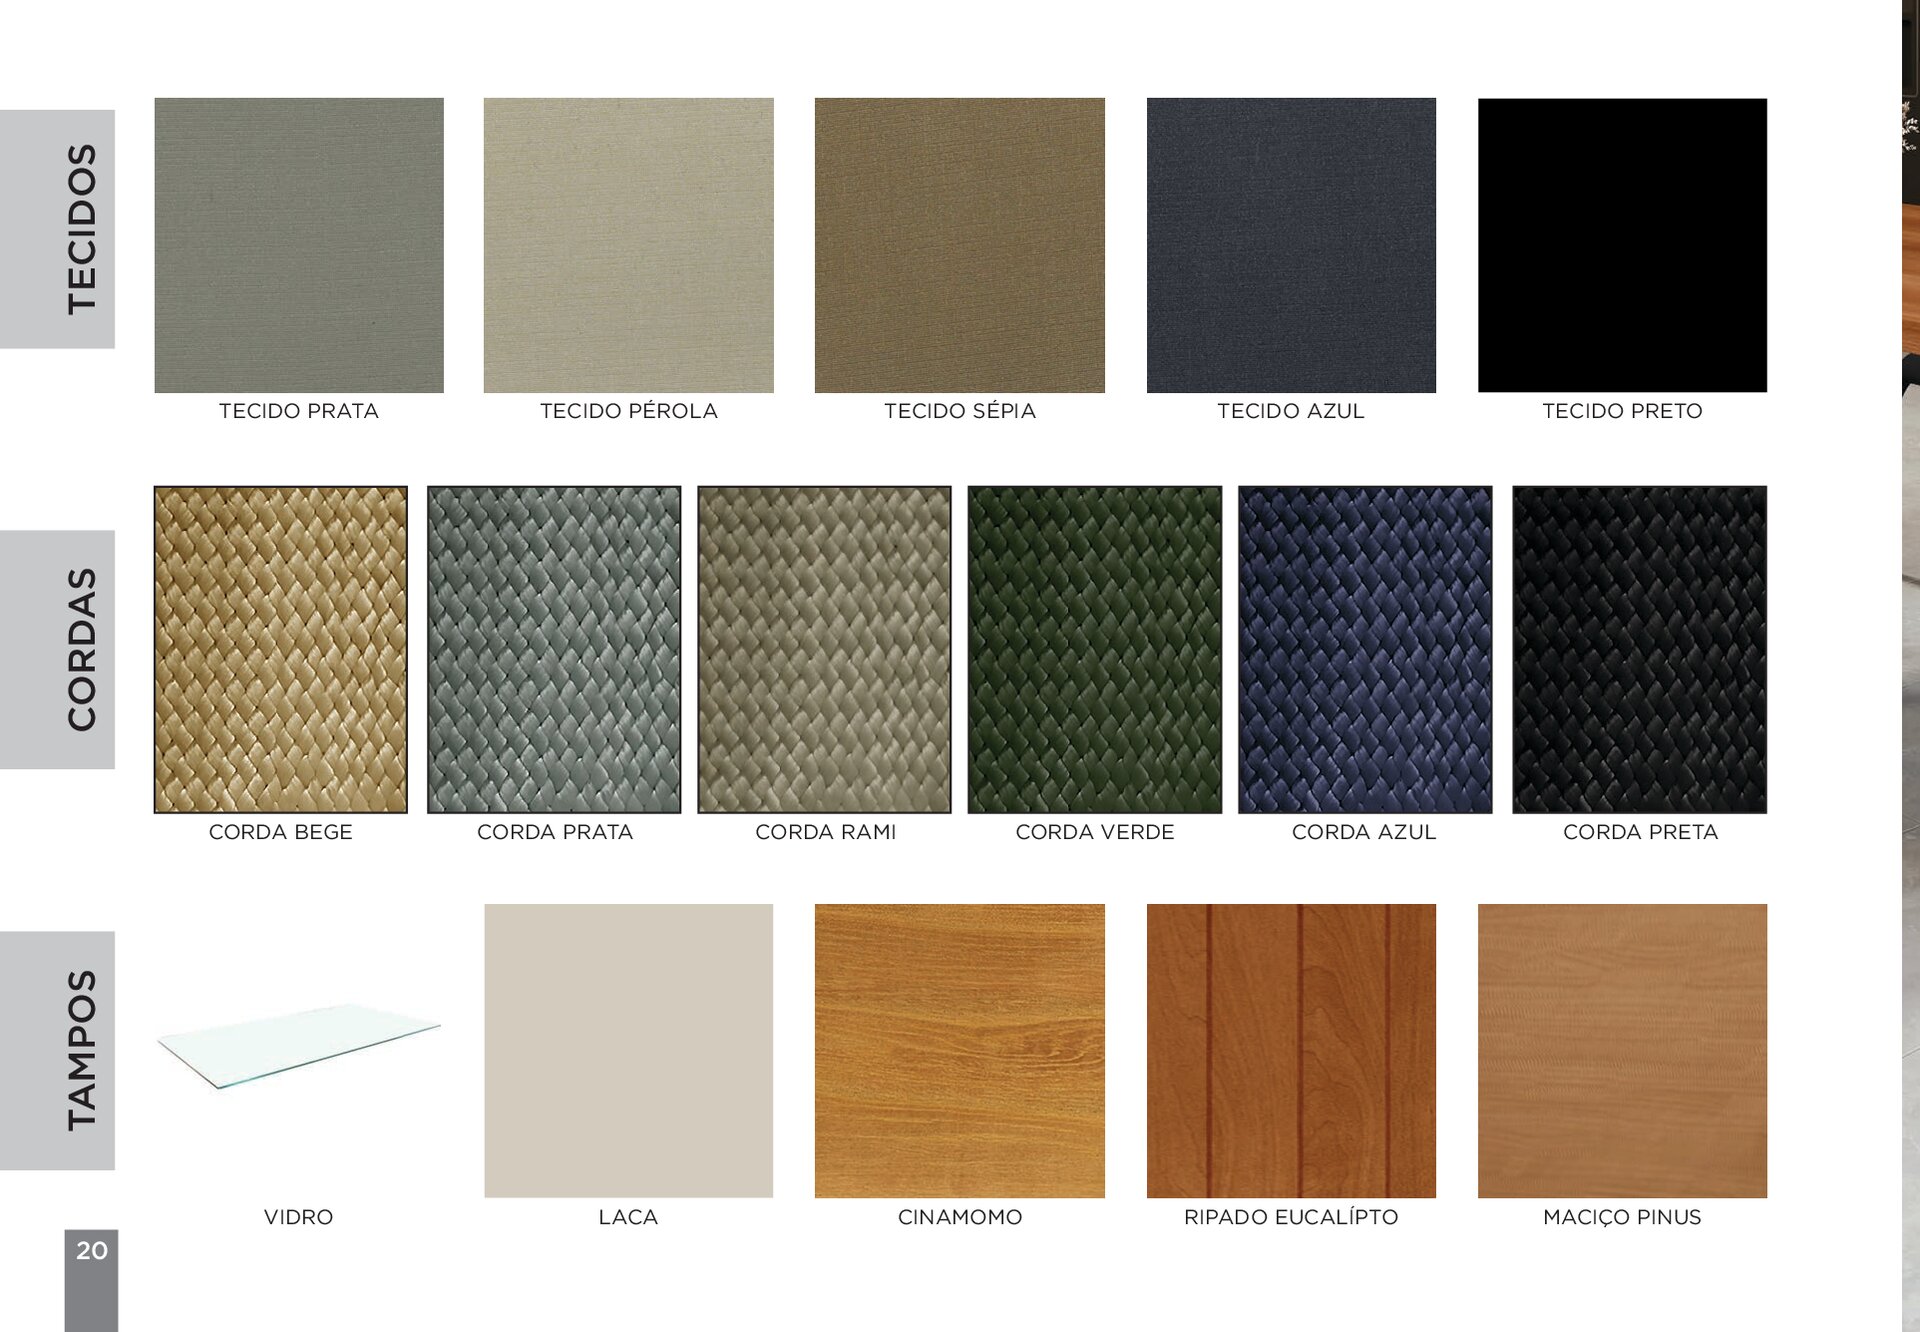 TECIDOS
TECIDO PRATA
TECIDO PÉROLA
TECIDO SÉPIA
TECIDO AZUL
TECIDO PRETO
CORDAS
CORDA BEGE
CORDA PRATA
CORDA RAMI
CORDA VERDE
CORDA AZUL
CORDA PRETA
TAMPOS
VIDRO
LACA
CINAMOMO
RIPADO EUCALÍPTO
MACIÇO PINUS
20